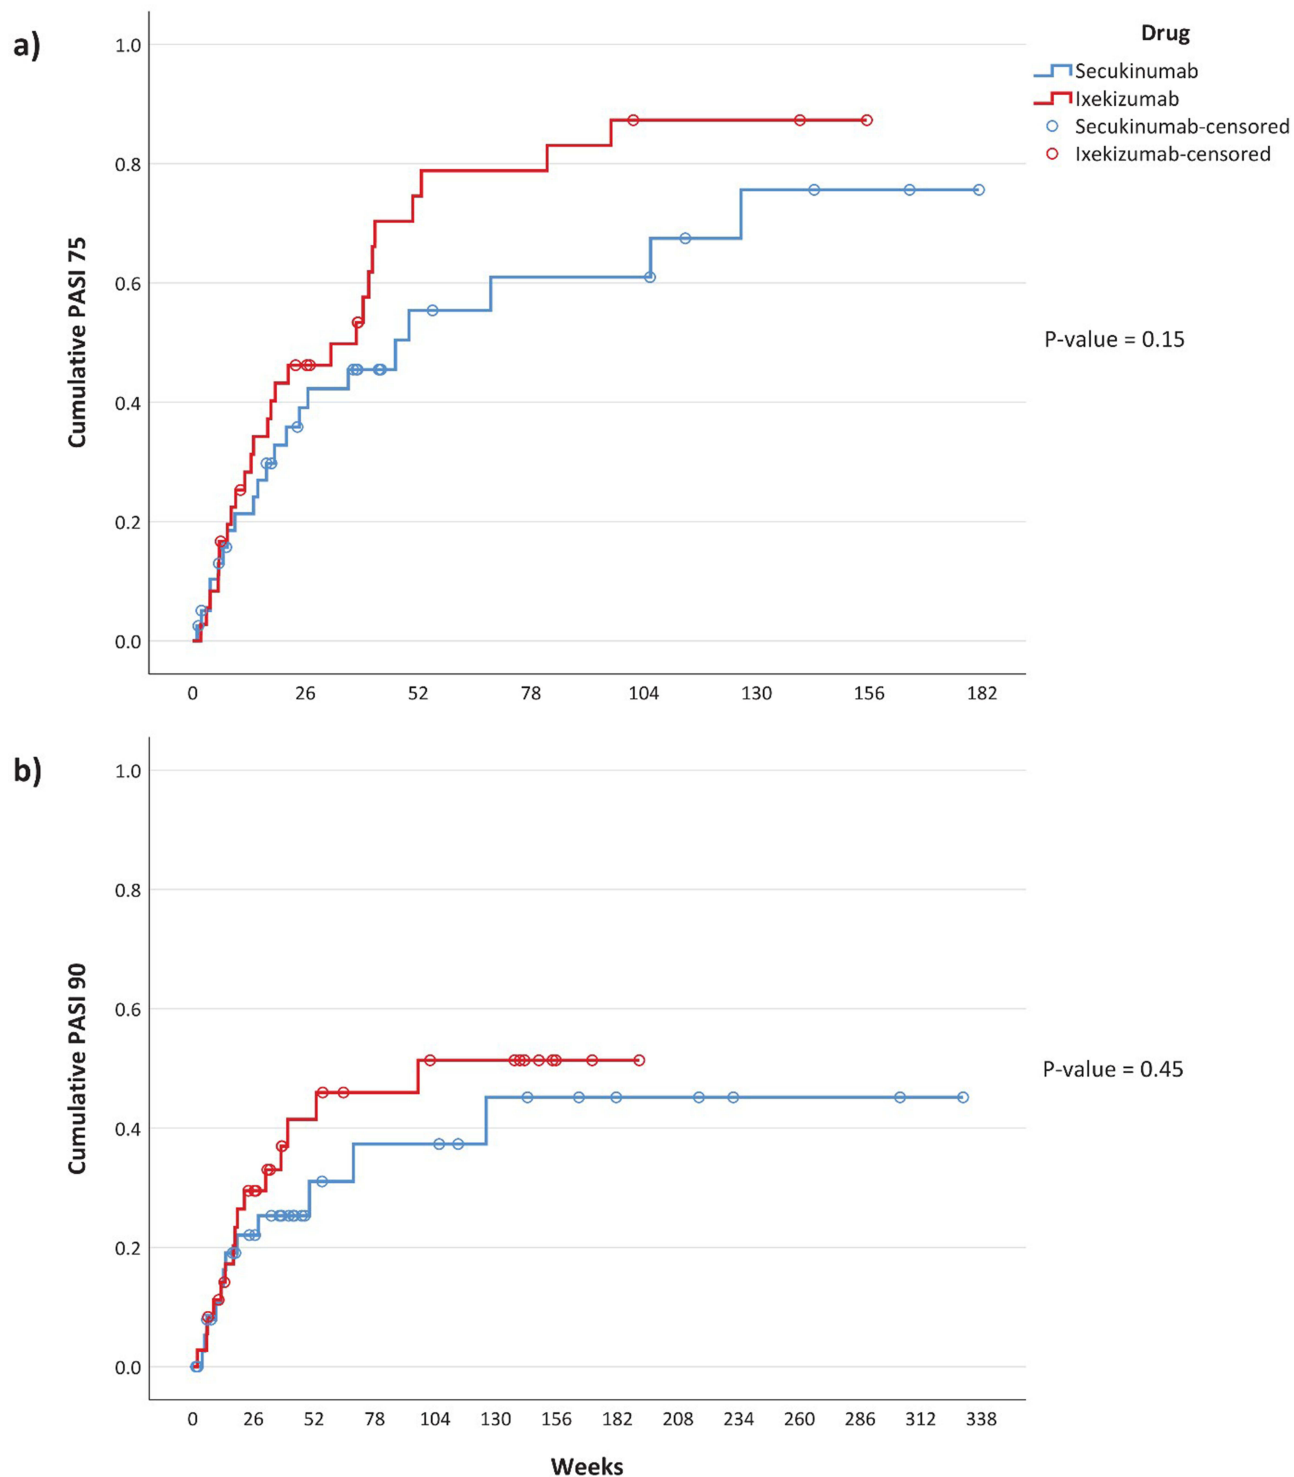 a)
Drug
Secukinumab
Ixekizumab
Secukinumab-censored
Ixekizumab-censored
Cumulative PASI 75
1.0
0.8
0.6
0.4
0.2
0.0
P-value = 0.15
0 26 52 78 104 130 156 182
b)
Cumulative PASI 90
1.0
0.8
0.6
0.4
0.2
0.0
P-value = 0.45
0 26 52 78 104 130 156 182 208 234 260 286 312 338
Weeks